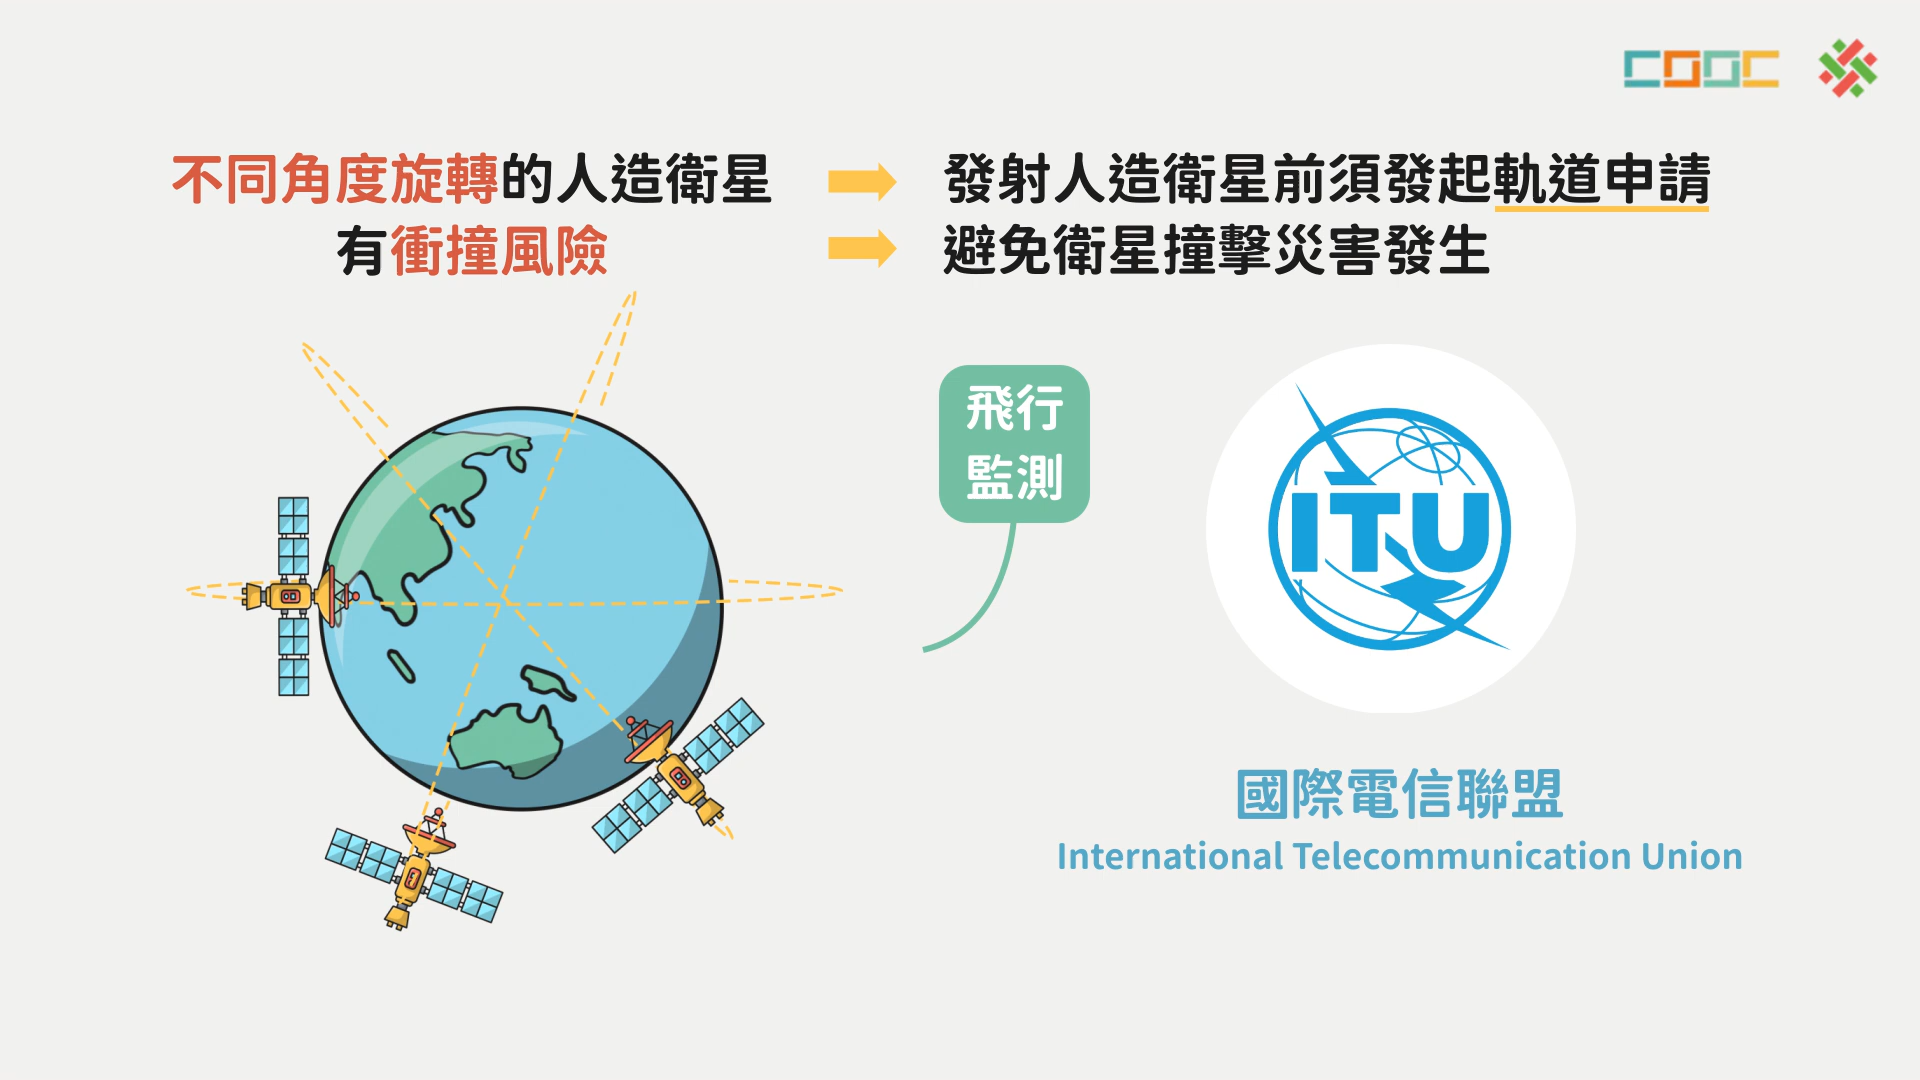 COOC
不同角度旋轉的人造衛星
有衝撞風險
發射人造衛星前須發起軌道申請
避免衛星撞擊災害發生
飛行
監測
ITU
國際電信聯盟
International Telecommunication Union